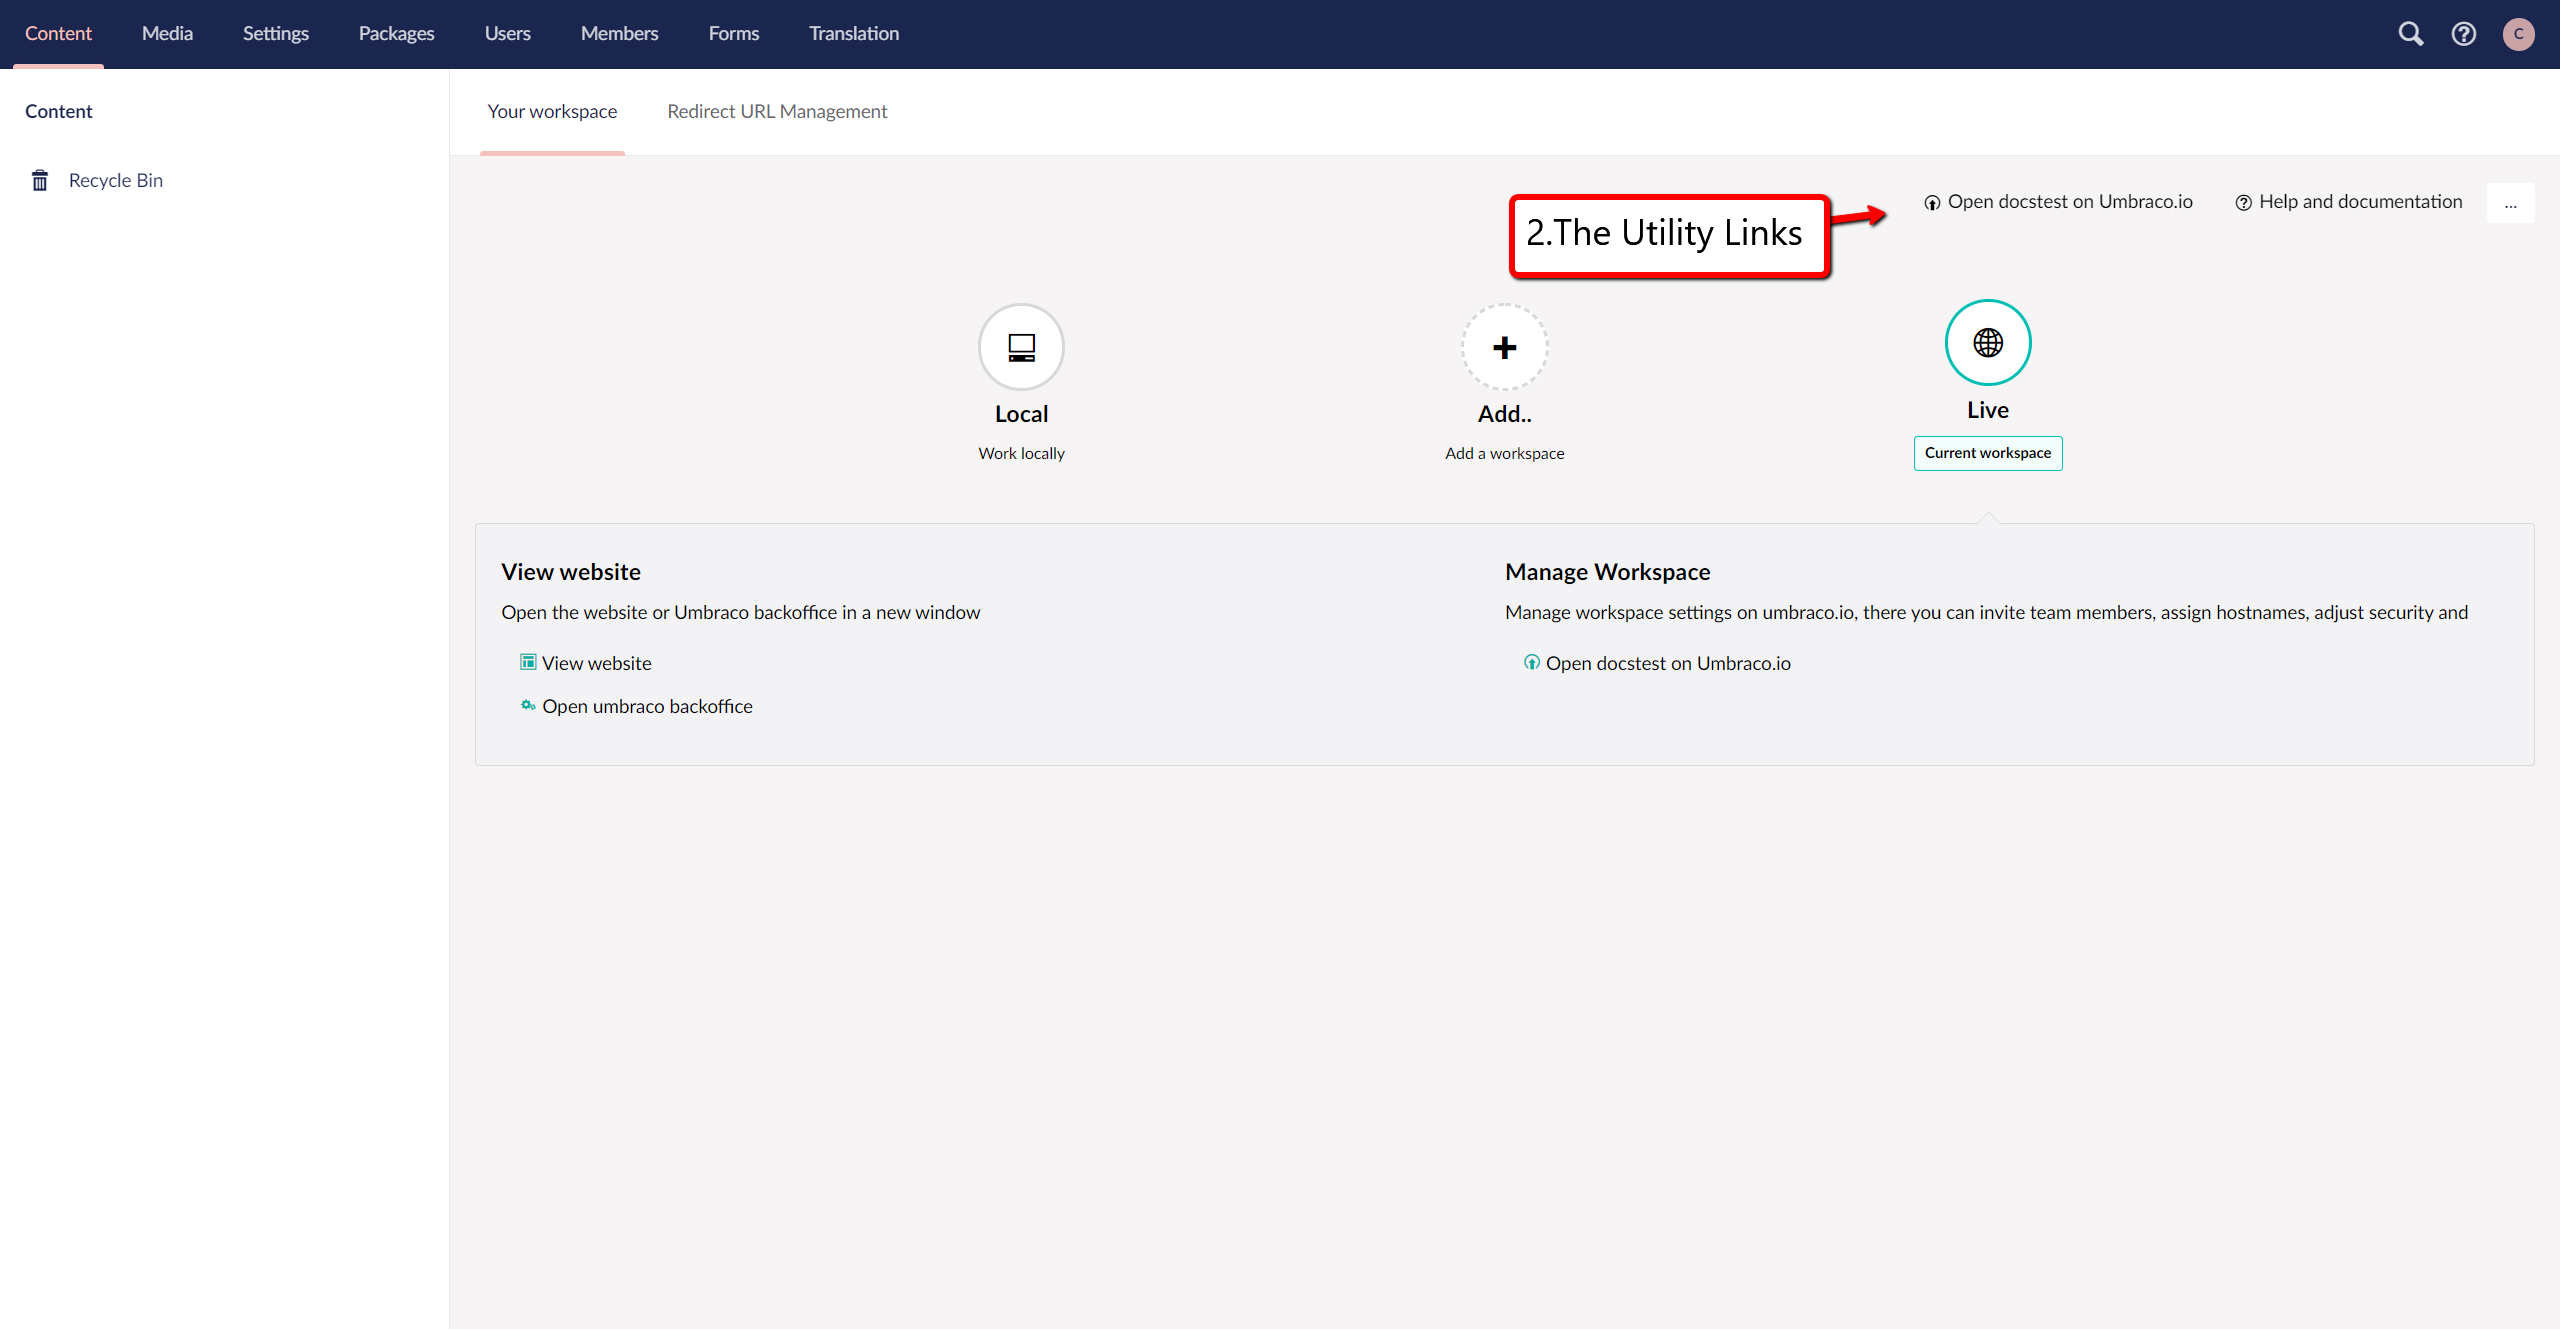 Content Media Settings Packages Users Members Forms Translation C
Content
Your workspace Redirect URL Management
Recycle Bin
Open docstest on Umbraco.io Help and documentation ...
2.The Utility Links
Local Add.. Live
Work locally Add a workspace Current workspace
View website
Open the website or Umbraco backoffice in a new window
View website
Open umbraco backoffice
Manage Workspace
Manage workspace settings on umbraco.io, there you can invite team members, assign hostnames, adjust security and
Open docstest on Umbraco.io